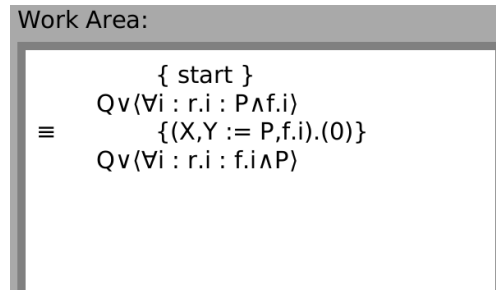 Work Area:
{ start }
Q∨⟨∀i : r.i : P∧f.i⟩
≡ {(X,Y := P,f.i).(0)}
Q∨⟨∀i : r.i : f.i∧P⟩